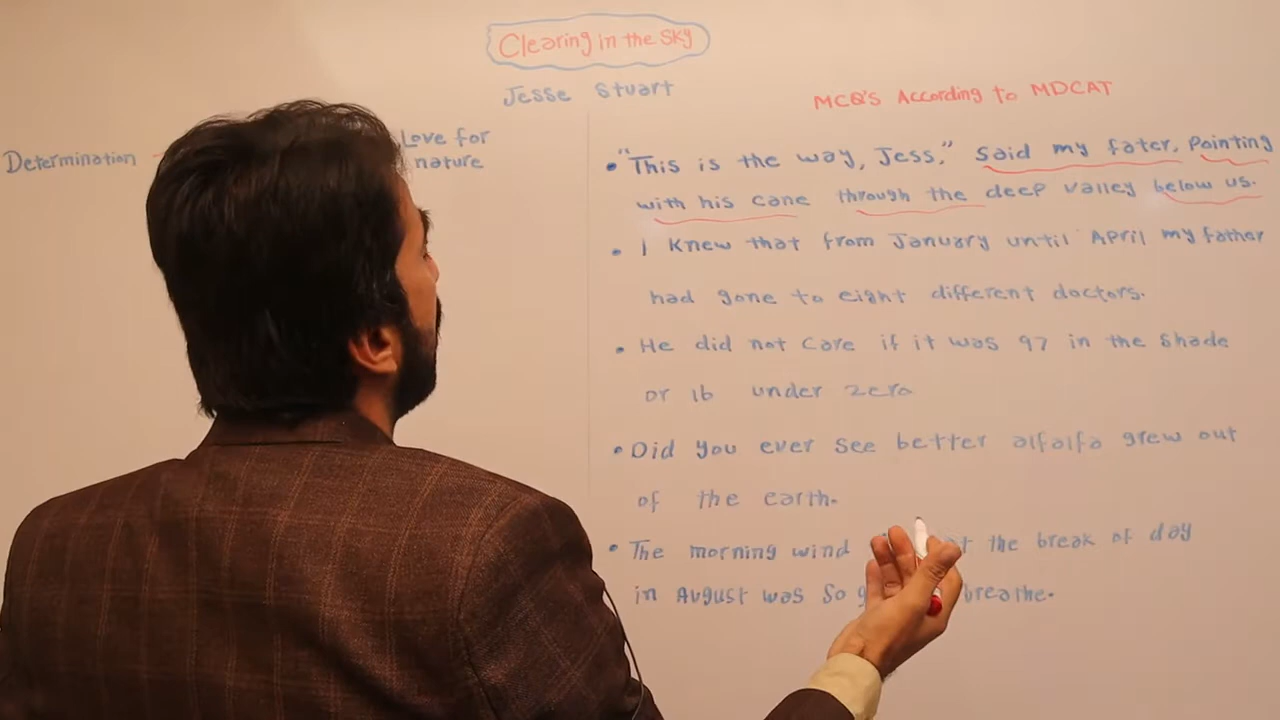 Clearing in the Sky
Jesse Stuart
MCQ'S According to MDCAT
Determination
Love for
nature
• "This is the way, Jess," Said my fater, Pointing
with his cane through the deep valley below us.
• I Knew that from January until April my father
had gone to eight different doctors.
• He did not care if it was 97 in the Shade
or 16 under zero
• Did you ever see better alfalfa grew out
of the earth.
• The morning wind the break of day
in August was so breathe.